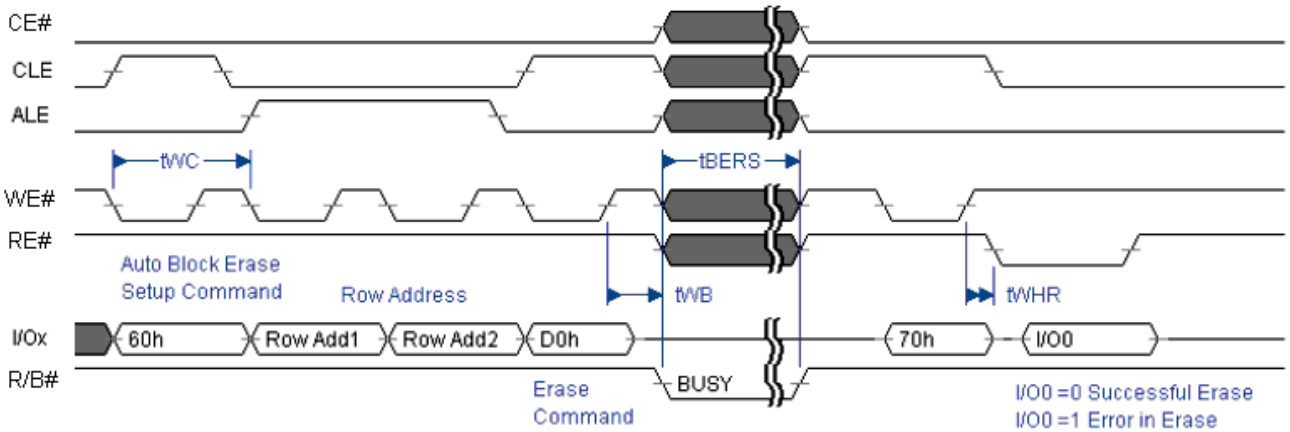 CE#
CLE
ALE
tWC
tBERS
WE#
RE#
Auto Block Erase
Setup Command
Row Address
tWB
tWHR
I/Ox
60h
Row Add1
Row Add2
D0h
70h
I/O0
R/B#
BUSY
Erase
Command
I/O0 =0 Successful Erase
I/O0 =1 Error in Erase